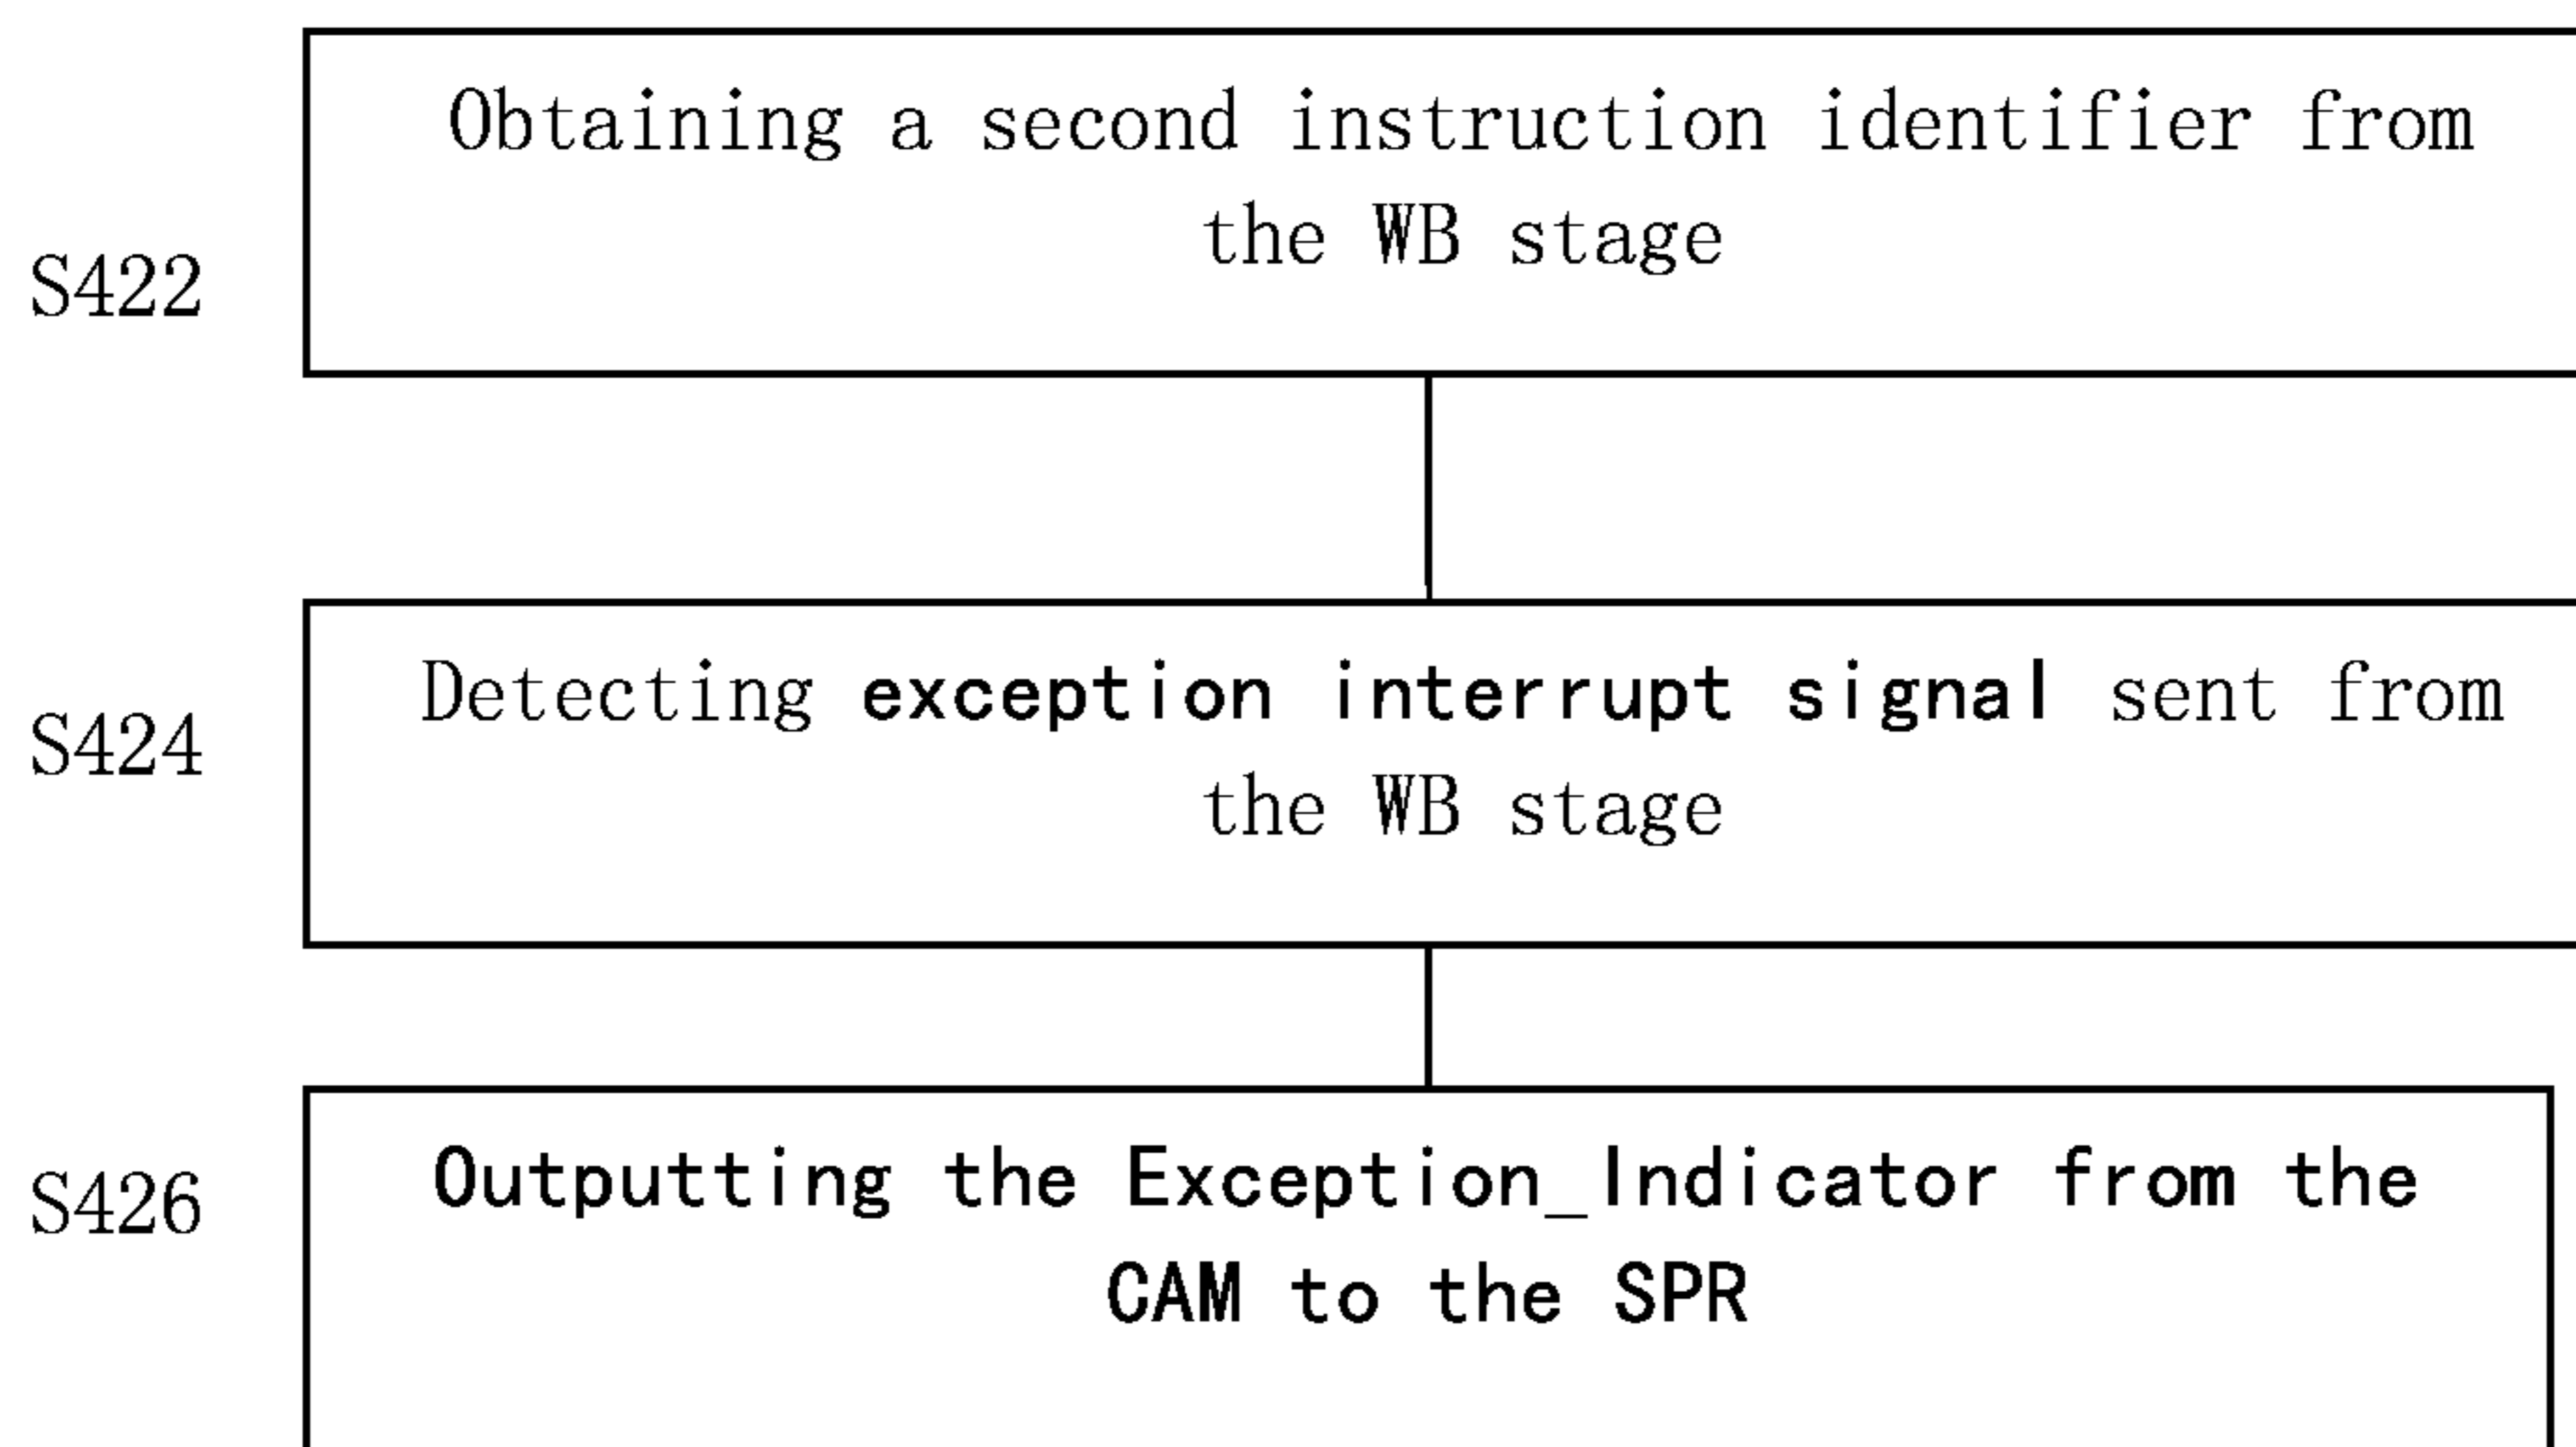 Obtaining a second instruction identifier from
the WB stage
S422
Detecting exception interrupt signal sent from
S424
the WB stage
Outputting the Exception_Indicator from the
S426
CAM to the SPR